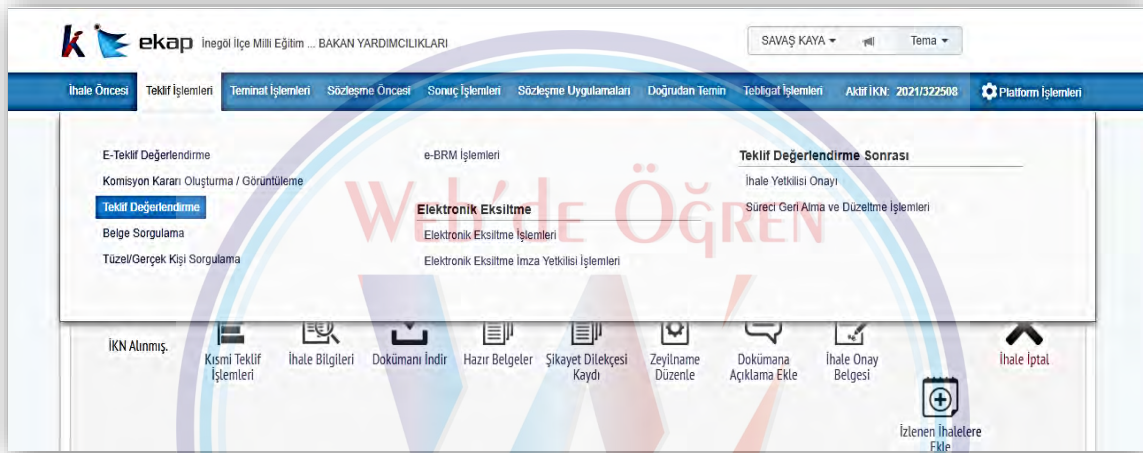 ekap İnegöl İlçe Milli Eğitim ... BAKAN YARDIMCILIKLARI
SAVAŞ KAYA
Tema
İhale Öncesi
Teklif İşlemleri
Teminat İşlemleri
Sözleşme Öncesi
Sonuç İşlemleri
Sözleşme Uygulamaları
Doğrudan Temin
Tebligat İşlemleri
Aktif İKN: 2021/322508
Platform İşlemleri
E-Teklif Değerlendirme
Komisyon Kararı Oluşturma / Görüntüleme
Teklif Değerlendirme
Belge Sorgulama
Tüzel/Gerçek Kişi Sorgulama
e-BRM İşlemleri
Elektronik Eksiltme
Elektronik Eksiltme İşlemleri
Elektronik Eksiltme İmza Yetkilisi İşlemleri
Teklif Değerlendirme Sonrası
İhale Yetkilisi Onayı
Süreci Geri Alma ve Düzeltme İşlemleri
Web'de Öğren
İKN Alınmış.
Kısmi Teklif
İşlemleri
İhale Bilgileri
Dokümanı İndir
Hazır Belgeler
Şikayet Dilekçesi
Kaydı
Zeyilname
Düzenle
Dokümana
Açıklama Ekle
İhale Onay
Belgesi
İhale İptal
İzlenen İhalelere
Ekle